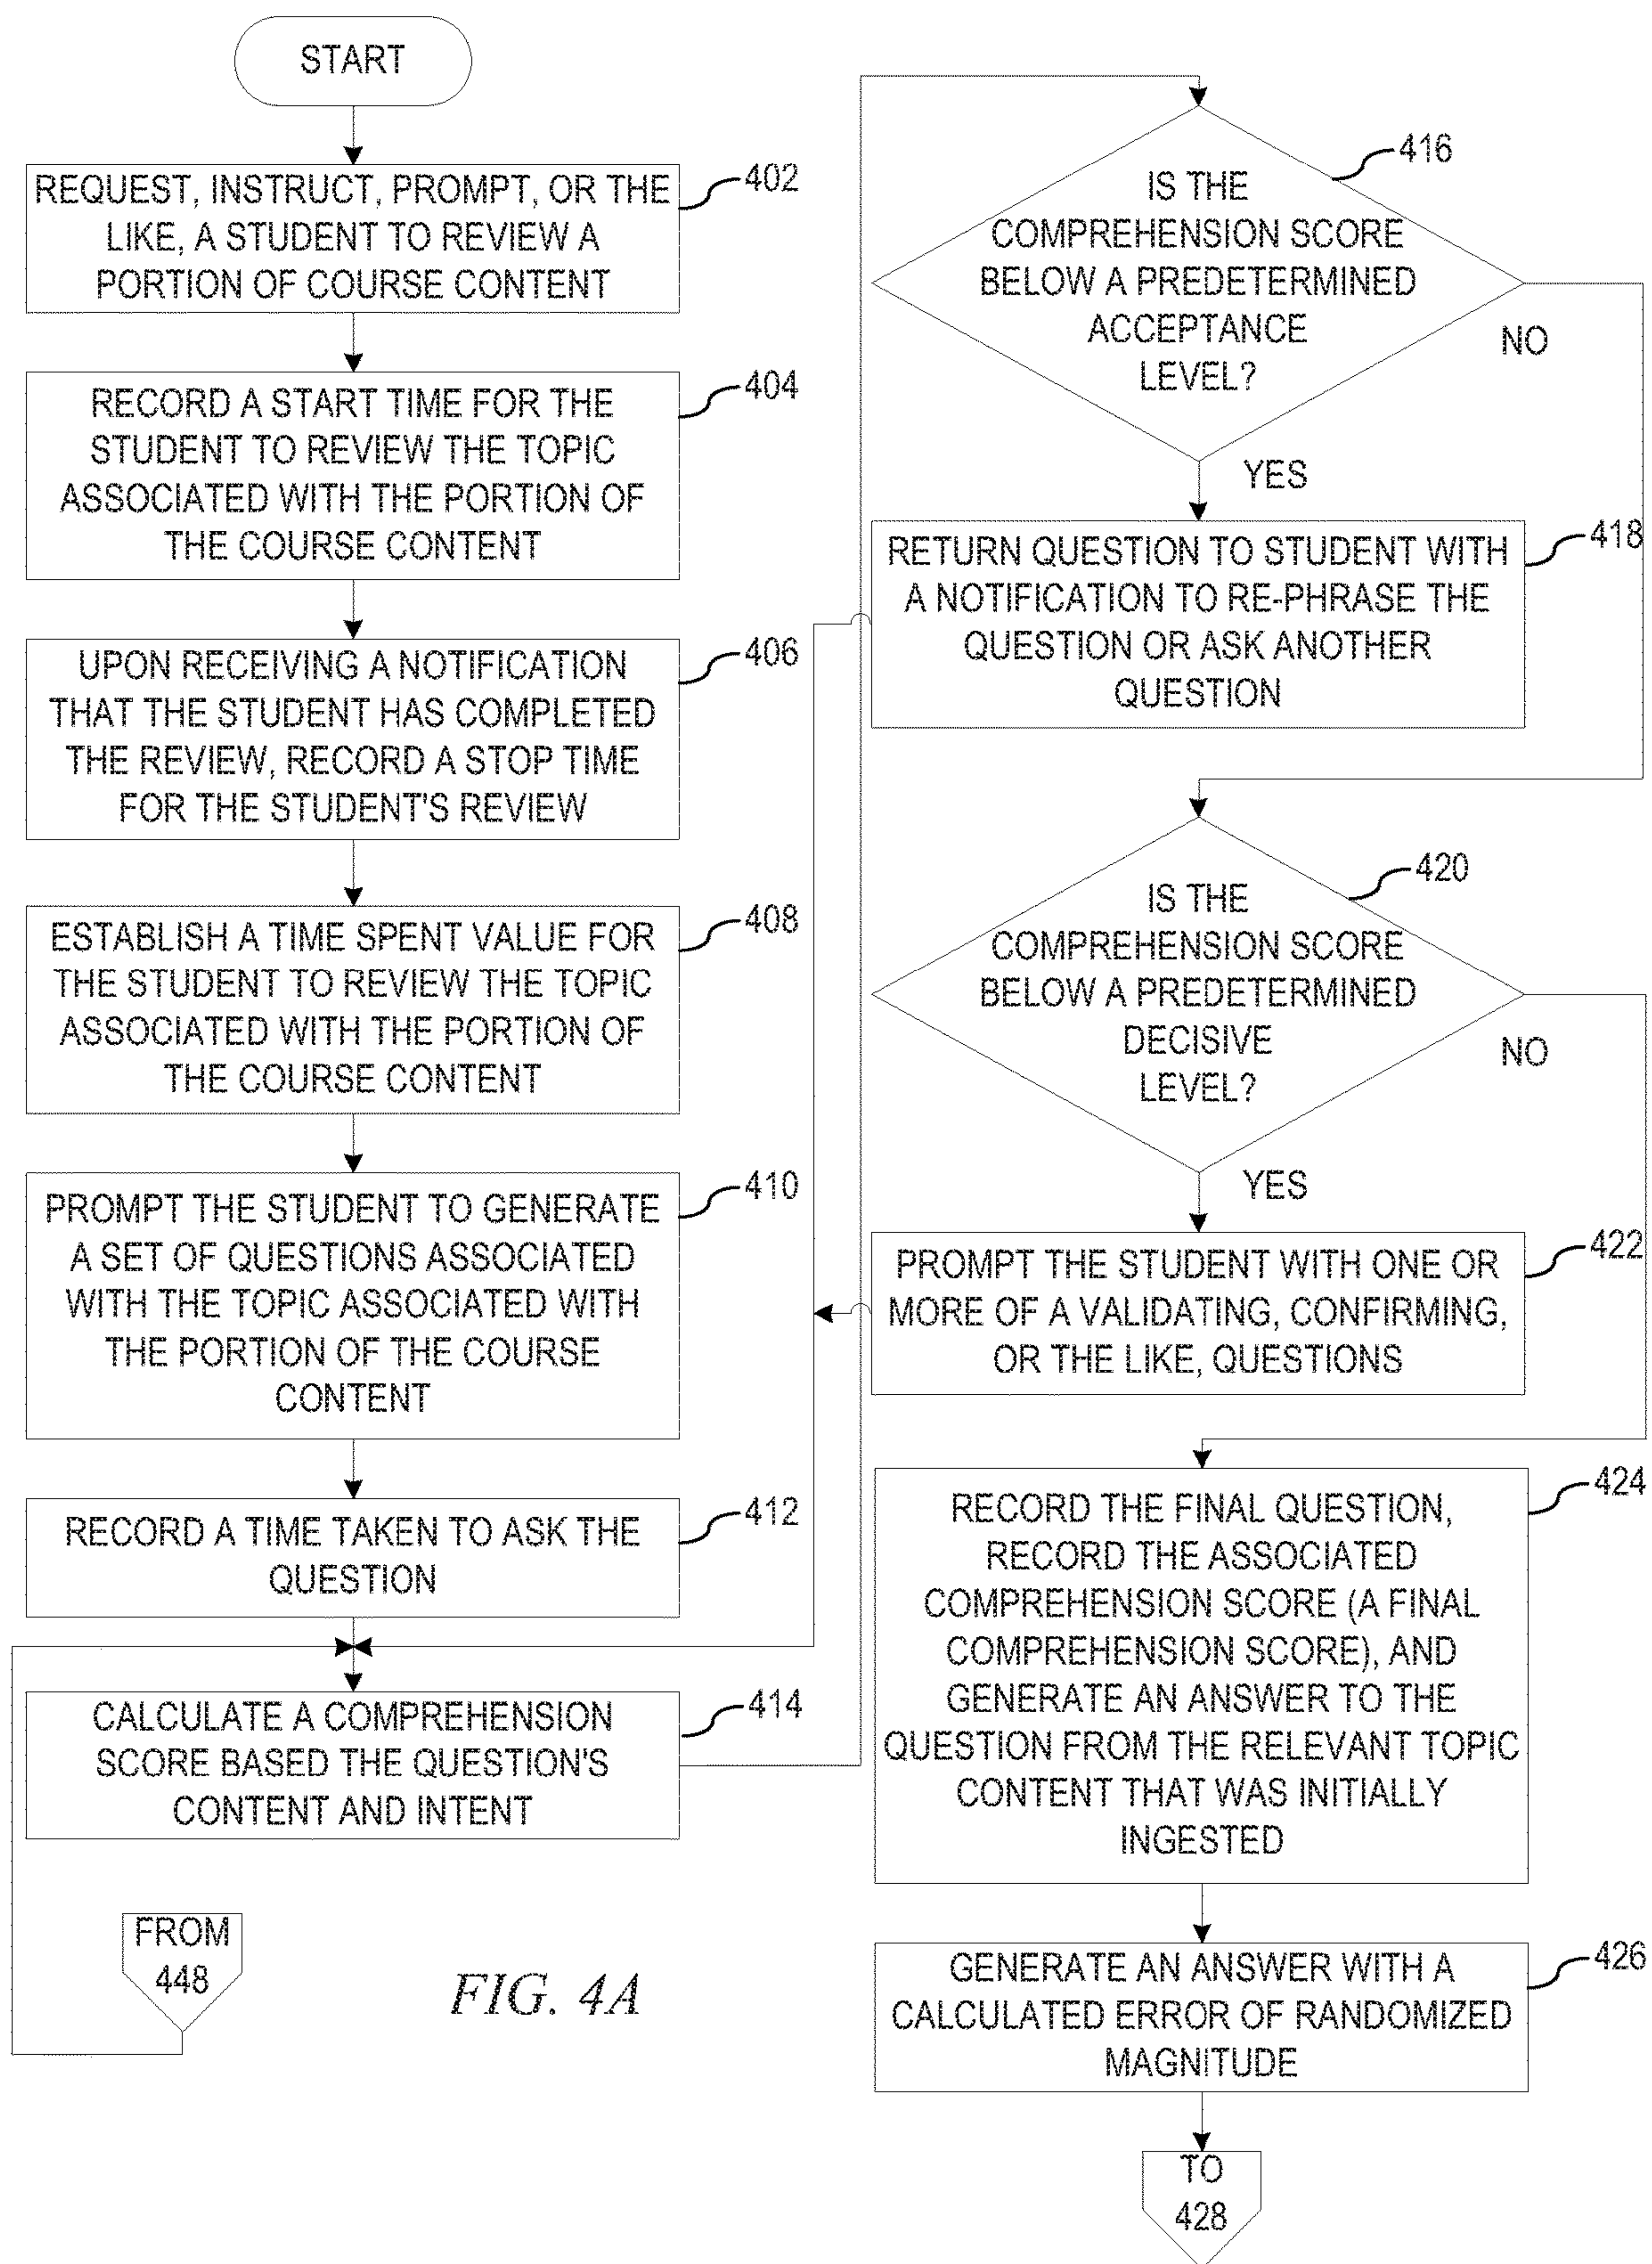 START
REQUEST, INSTRUCT, PROMPT, OR THE
LIKE, A STUDENT TO REVIEW A
PORTION OF COURSE CONTENT
402
RECORD A START TIME FOR THE
STUDENT TO REVIEW THE TOPIC
ASSOCIATED WITH THE PORTION OF
THE COURSE CONTENT
404
UPON RECEIVING A NOTIFICATION
THAT THE STUDENT HAS COMPLETED
THE REVIEW, RECORD A STOP TIME
FOR THE STUDENT'S REVIEW
406
ESTABLISH A TIME SPENT VALUE FOR
THE STUDENT TO REVIEW THE TOPIC
ASSOCIATED WITH THE PORTION OF
THE COURSE CONTENT
408
PROMPT THE STUDENT TO GENERATE
A SET OF QUESTIONS ASSOCIATED
WITH THE TOPIC ASSOCIATED WITH
THE PORTION OF THE COURSE
CONTENT
410
RECORD A TIME TAKEN TO ASK THE
QUESTION
412
CALCULATE A COMPREHENSION
SCORE BASED THE QUESTION'S
CONTENT AND INTENT
414
FROM
448
FIG. 4A
IS THE
COMPREHENSION SCORE
BELOW A PREDETERMINED
ACCEPTANCE
LEVEL?
416
NO
YES
RETURN QUESTION TO STUDENT WITH
A NOTIFICATION TO RE-PHRASE THE
QUESTION OR ASK ANOTHER
QUESTION
418
IS THE
COMPREHENSION SCORE
BELOW A PREDETERMINED
DECISIVE
LEVEL?
420
NO
YES
PROMPT THE STUDENT WITH ONE OR
MORE OF A VALIDATING, CONFIRMING,
OR THE LIKE, QUESTIONS
422
RECORD THE FINAL QUESTION,
RECORD THE ASSOCIATED
COMPREHENSION SCORE (A FINAL
COMPREHENSION SCORE), AND
GENERATE AN ANSWER TO THE
QUESTION FROM THE RELEVANT TOPIC
CONTENT THAT WAS INITIALLY
INGESTED
424
GENERATE AN ANSWER WITH A
CALCULATED ERROR OF RANDOMIZED
MAGNITUDE
426
TO
428